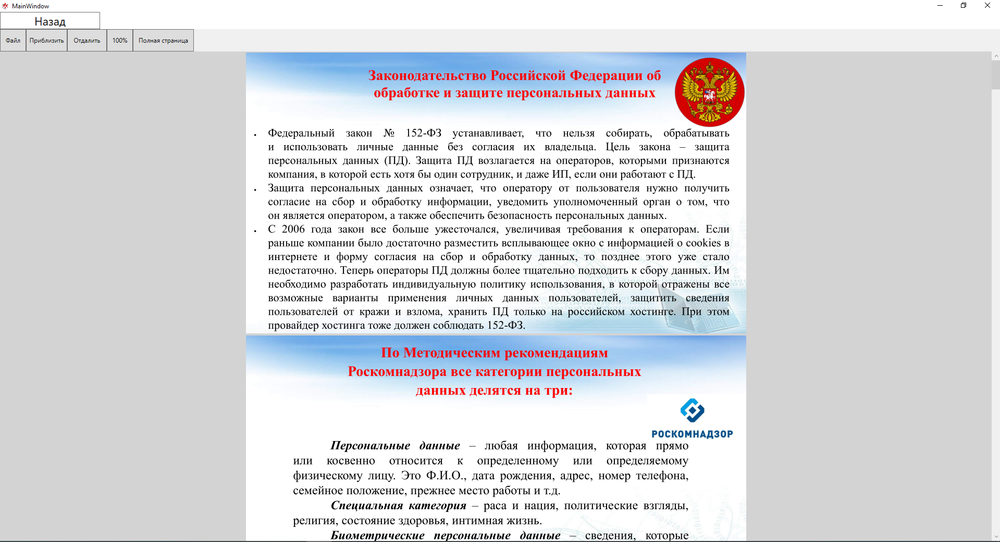 MainWindow
Назад
Файл
Приблизить
Отдалить
100%
Полная страница
Законодательство Российской Федерации об
обработке и защите персональных данных
• Федеральный закон № 152-ФЗ устанавливает, что нельзя собирать, обрабатывать
и использовать личные данные без согласия их владельца. Цель закона – защита
персональных данных (ПД). Защита ПД возлагается на операторов, которыми признаются
компания, в которой есть хотя бы один сотрудник, и даже ИП, если они работают с ПД.
• Защита персональных данных означает, что оператору от пользователя нужно получить
согласие на сбор и обработку информации, уведомить уполномоченный орган о том, что
он является оператором, а также обеспечить безопасность персональных данных.
• С 2006 года закон все больше ужесточался, увеличивая требования к операторам. Если
раньше компании было достаточно разместить всплывающее окно с информацией о cookies в
интернете и форму согласия на сбор и обработку данных, то позднее этого уже стало
недостаточно. Теперь операторы ПД должны более тщательно подходить к сбору данных. Им
необходимо разработать индивидуальную политику использования, в которой отражены все
возможные варианты применения личных данных пользователей, защитить сведения
пользователей от кражи и взлома, хранить ПД только на российском хостинге. При этом
провайдер хостинга тоже должен соблюдать 152-ФЗ.
По Методическим рекомендациям
Роскомнадзора все категории персональных
данных делятся на три:
РОСКОМНАДЗОР
Персональные данные – любая информация, которая прямо
или косвенно относится к определенному или определяемому
физическому лицу. Это Ф.И.О., дата рождения, адрес, номер телефона,
семейное положение, прежнее место работы и т.д.
Специальная категория – раса и нация, политические взгляды,
религия, состояние здоровья, интимная жизнь.
Биометрические персональные данные – сведения, которые